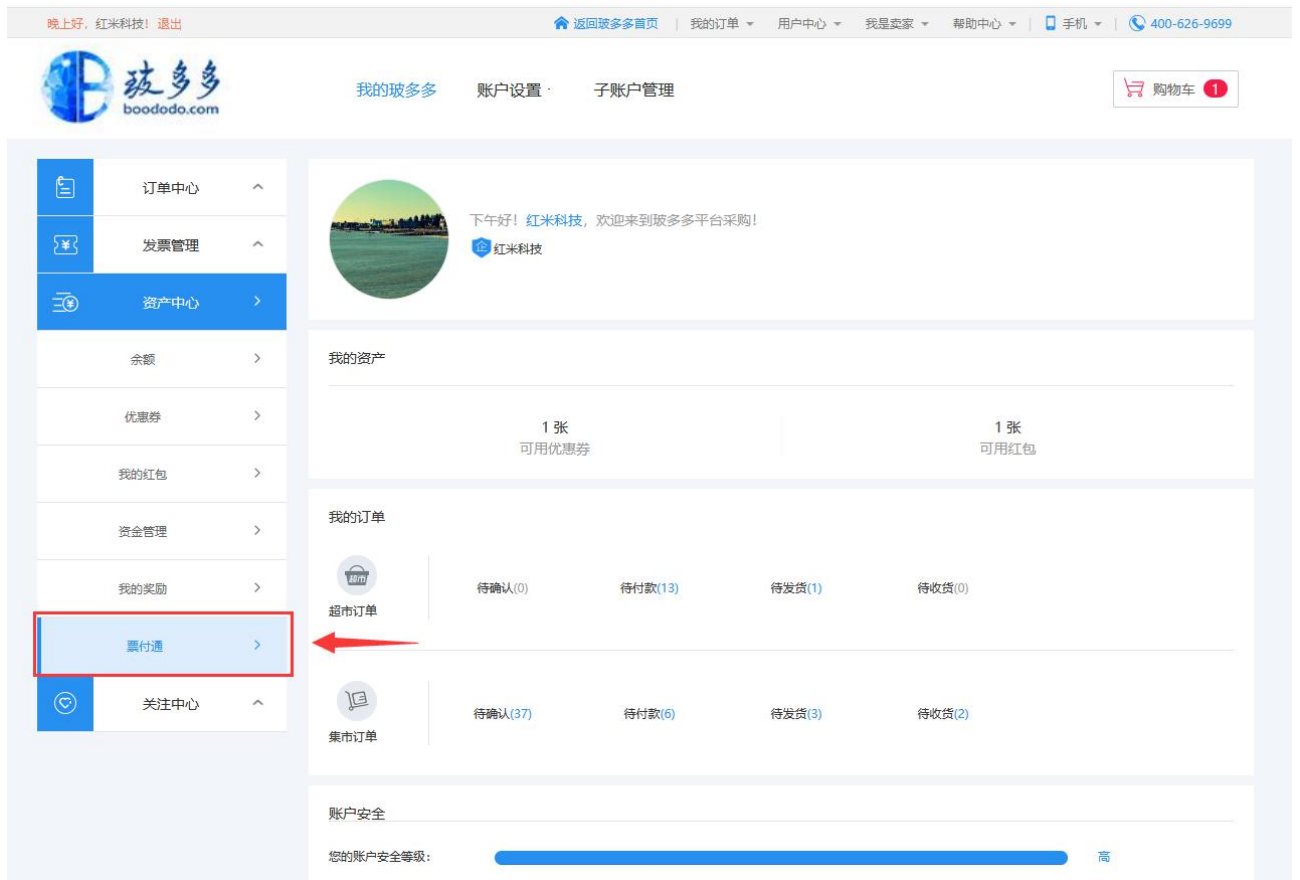 晚上好, 红米科技! 退出
返回玻多多首页 | 我的订单 用户中心 我是卖家 帮助中心 | 手机 | 400-626-9699
玻多多
boododo.com
我的玻多多 账户设置 子账户管理
购物车 1
订单中心
发票管理
资产中心
余额
优惠券
我的红包
资金管理
我的奖励
票付通
关注中心
下午好! 红米科技, 欢迎来到玻多多平台采购!
企 红米科技
我的资产
1 张
可用优惠券
1 张
可用红包
我的订单
超市
超市订单
待确认(0) 待付款(13) 待发货(1) 待收货(0)
集市订单
待确认(37) 待付款(6) 待发货(3) 待收货(2)
账户安全
您的账户安全等级: 高